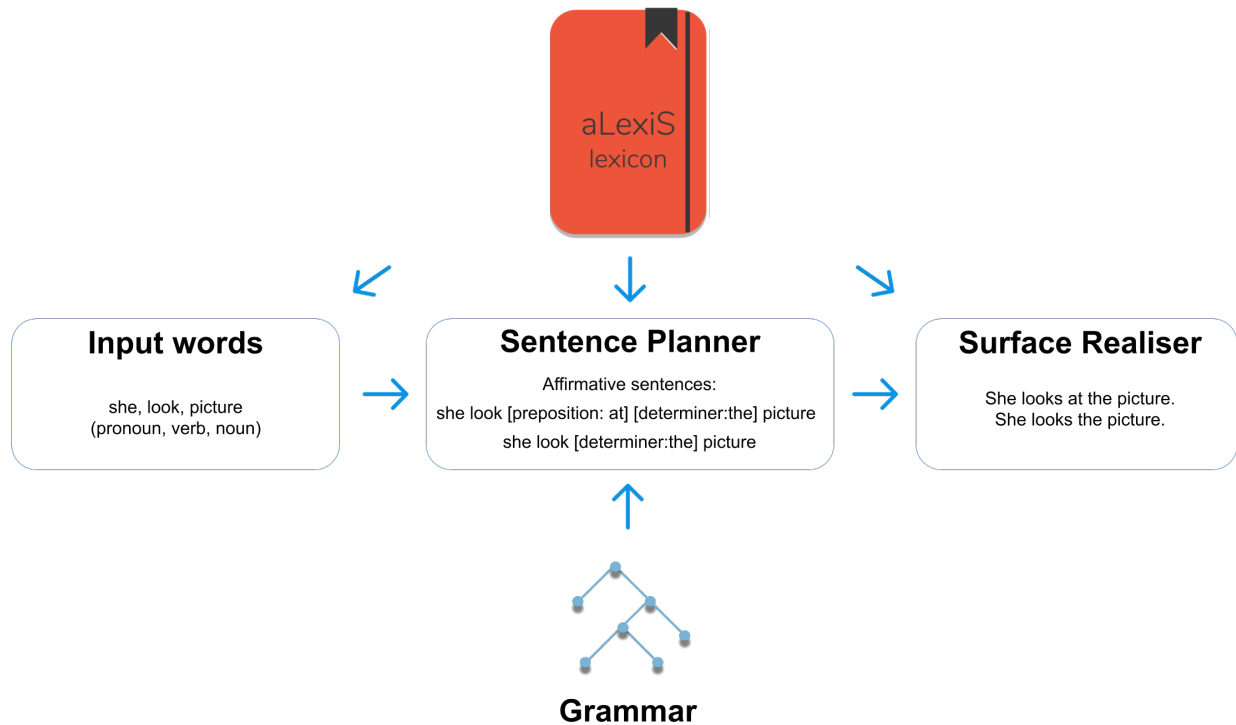 aLexiS
lexicon
Input words
she, look, picture
(pronoun, verb, noun)
Sentence Planner
Affirmative sentences:
she look [preposition: at] [determiner:the] picture
she look [determiner:the] picture
Surface Realiser
She looks at the picture.
She looks the picture.
Grammar